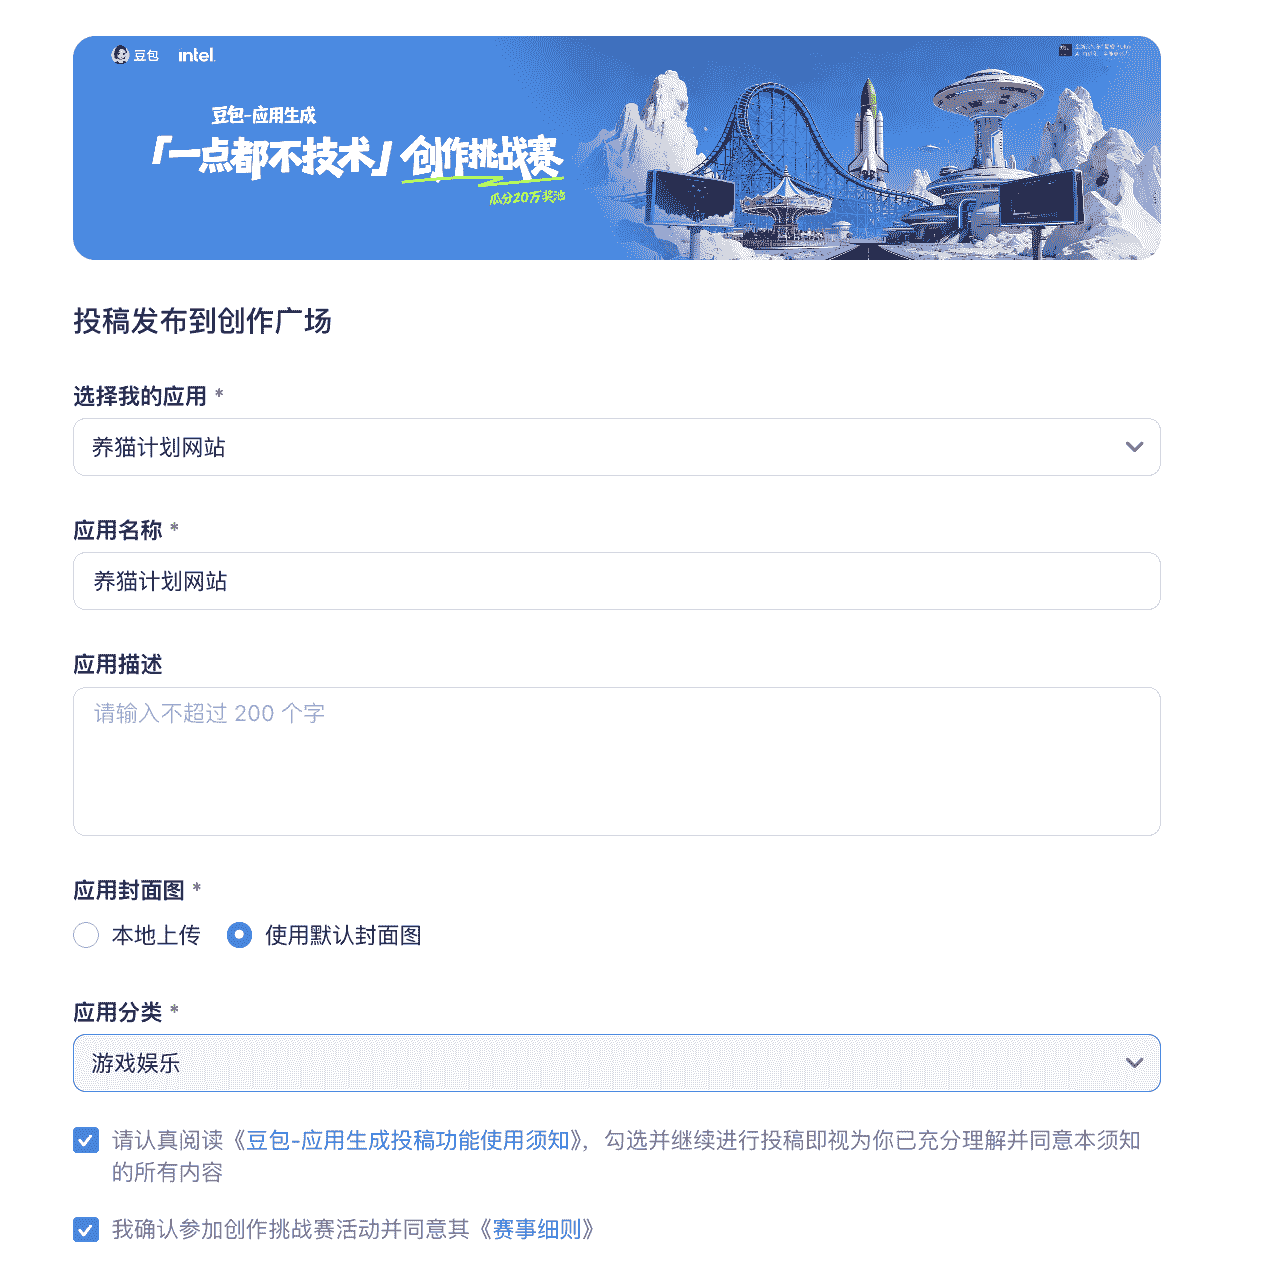 豆包 intel.
豆包-应用生成
「一点都不技术」创作挑战赛
瓜分20万奖池
投稿发布到创作广场
选择我的应用 *
养猫计划网站
应用名称 *
养猫计划网站
应用描述
请输入不超过 200 个字
应用封面图 *
本地上传 使用默认封面图
应用分类 *
游戏娱乐
请认真阅读《豆包-应用生成投稿功能使用须知》，勾选并继续进行投稿即视为你已充分理解并同意本须知
的所有内容
我确认参加创作挑战赛活动并同意其《赛事细则》